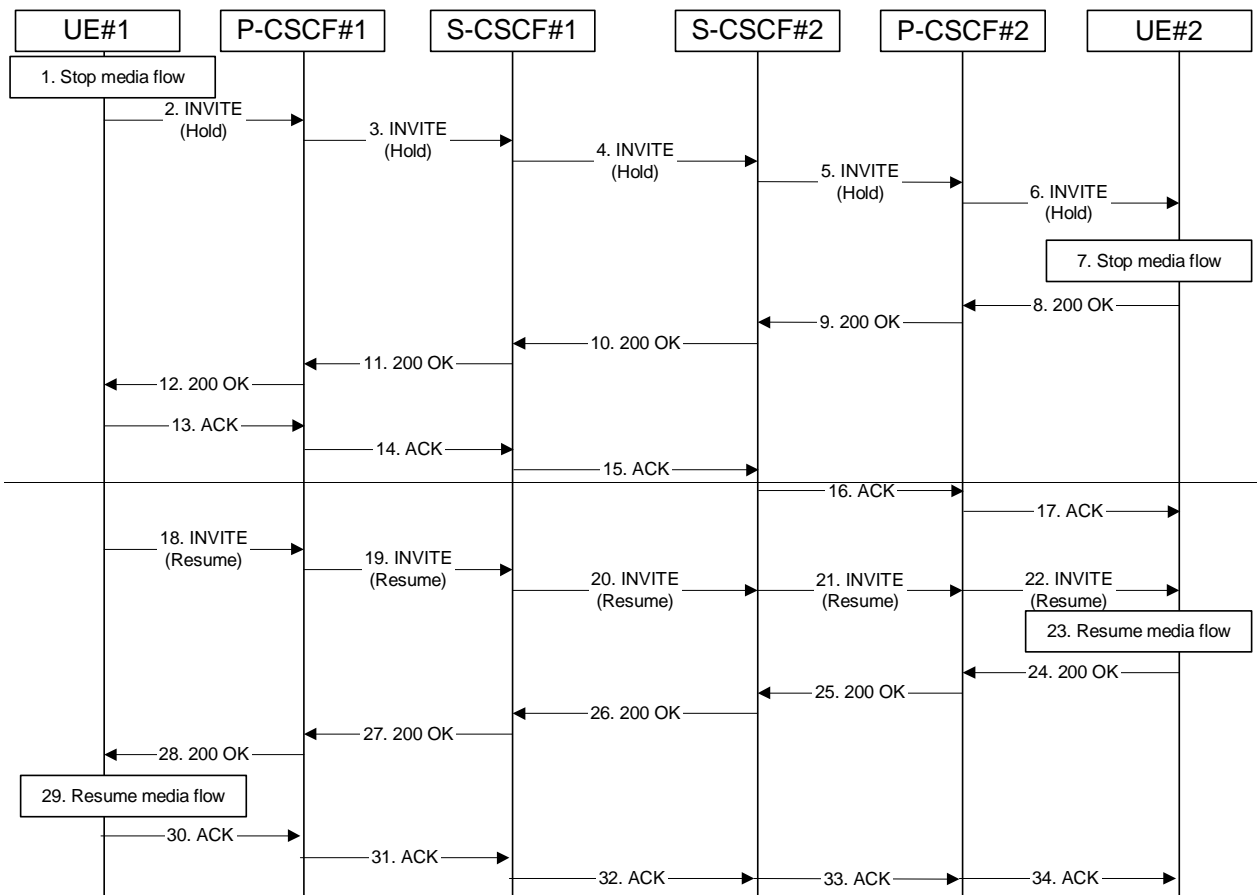 UE#1
P-CSCF#1
S-CSCF#1
S-CSCF#2
P-CSCF#2
UE#2
1. Stop media flow
2. INVITE
(Hold)
3. INVITE
(Hold)
4. INVITE
(Hold)
5. INVITE
(Hold)
6. INVITE
(Hold)
7. Stop media flow
8. 200 OK
9. 200 OK
10. 200 OK
11. 200 OK
12. 200 OK
13. ACK
14. ACK
15. ACK
16. ACK
17. ACK
18. INVITE
(Resume)
19. INVITE
(Resume)
20. INVITE
(Resume)
21. INVITE
(Resume)
22. INVITE
(Resume)
23. Resume media flow
24. 200 OK
25. 200 OK
26. 200 OK
27. 200 OK
28. 200 OK
29. Resume media flow
30. ACK
31. ACK
32. ACK
33. ACK
34. ACK